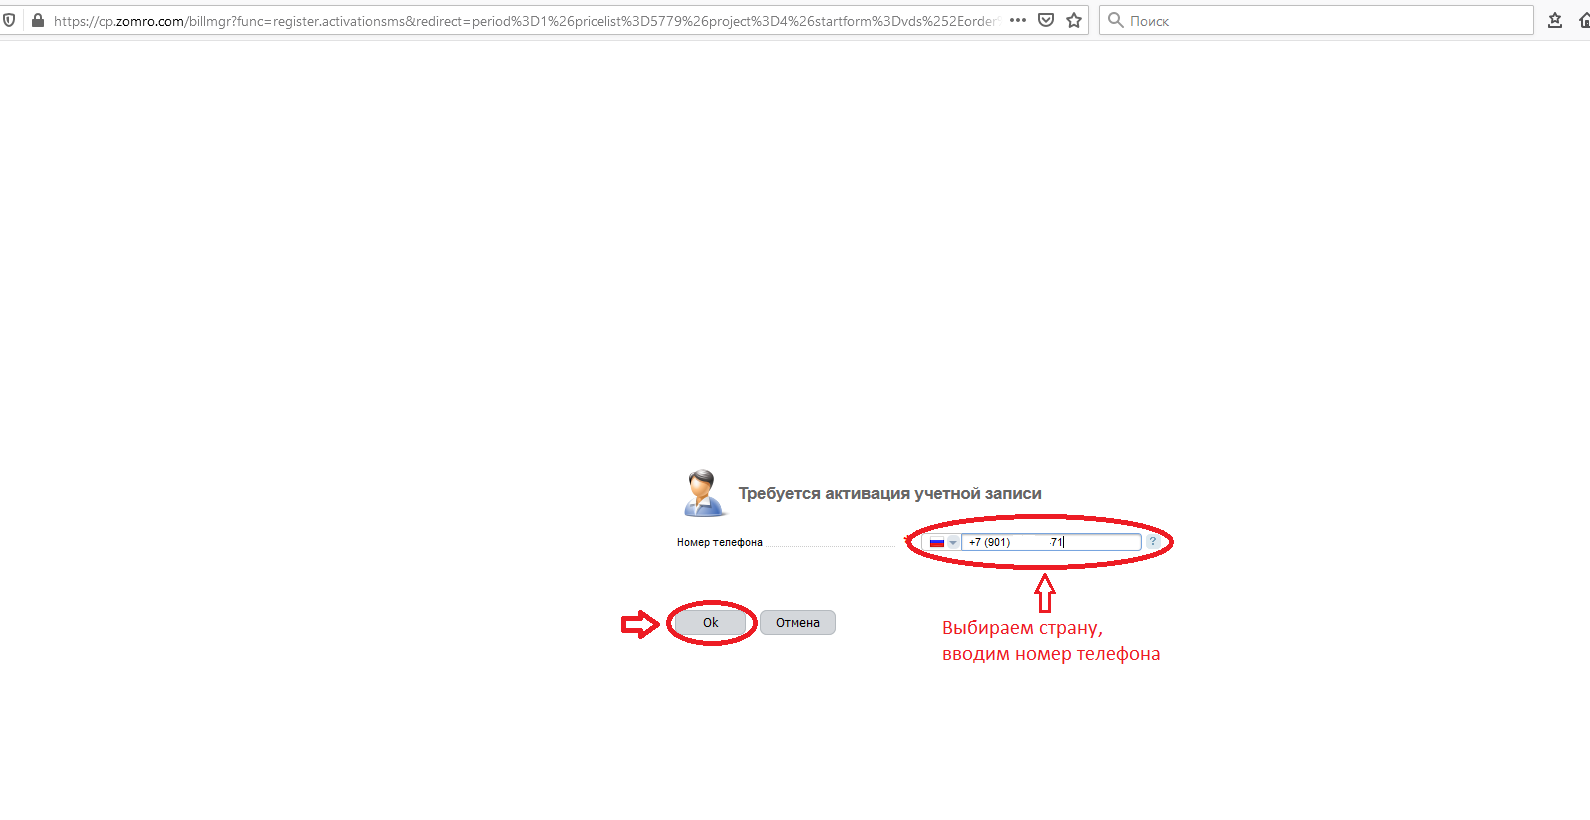 https://cp.zomro.com/billmgr?func=register.activationsms&redirect=period%3D1%26pricelist%3D5779%26project%3D4%26startform%3Dvds%252Eorder%
Поиск
Требуется активация учетной записи
Номер телефона
+7 (901) 71
?
Ok
Отмена
Выбираем страну,
вводим номер телефона